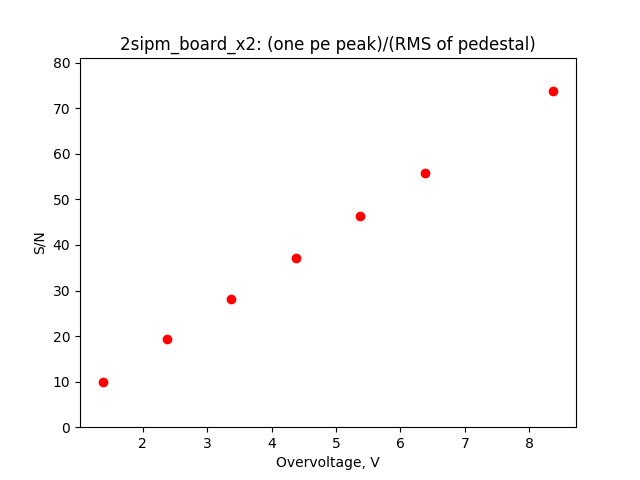 2sipm_board_x2: (one pe peak)/(RMS of pedestal)
80
70
60
50
40
30
20
10
0
S/N
2 3 4 5 6 7 8
Overvoltage, V